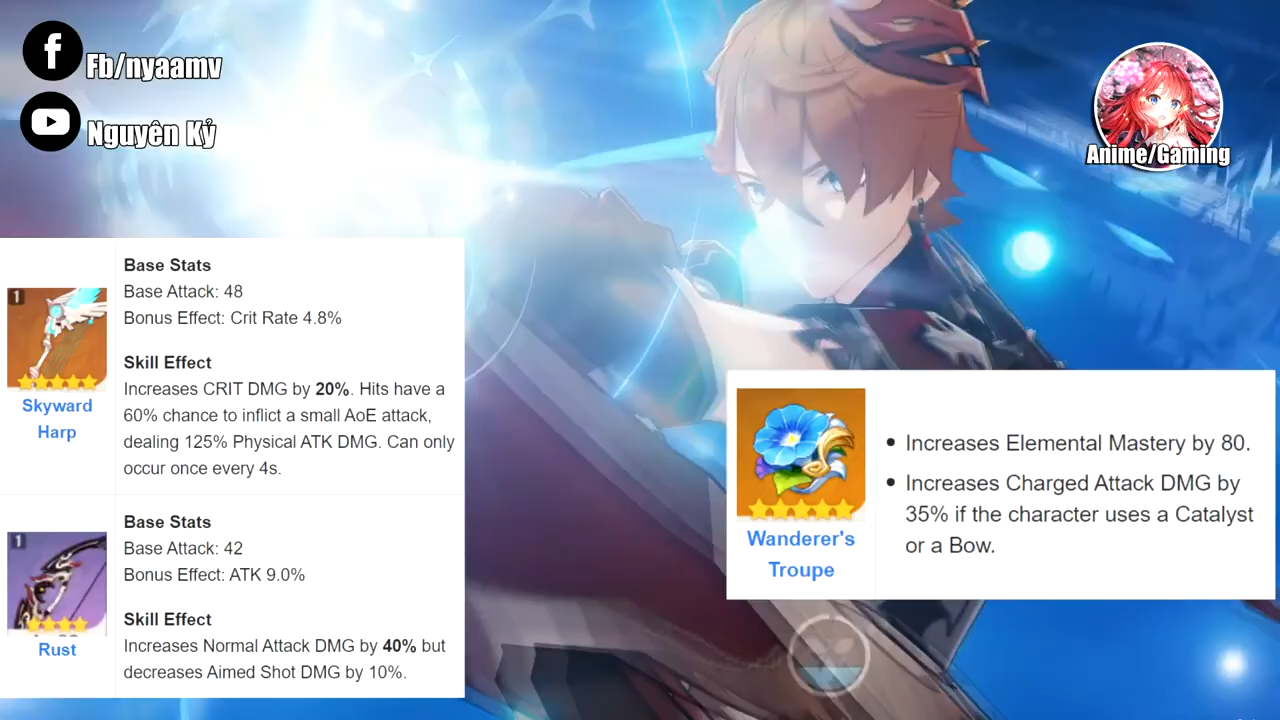 Fb/nyaamv
Nguyên Kỷ
Anime/Gaming
1
Skyward
Harp
Base Stats
Base Attack: 48
Bonus Effect: Crit Rate 4.8%
Skill Effect
Increases CRIT DMG by 20%. Hits have a
60% chance to inflict a small AoE attack,
dealing 125% Physical ATK DMG. Can only
occur once every 4s.
1
Rust
Base Stats
Base Attack: 42
Bonus Effect: ATK 9.0%
Skill Effect
Increases Normal Attack DMG by 40% but
decreases Aimed Shot DMG by 10%.
Wanderer's
Troupe
Increases Elemental Mastery by 80.
Increases Charged Attack DMG by
35% if the character uses a Catalyst
or a Bow.